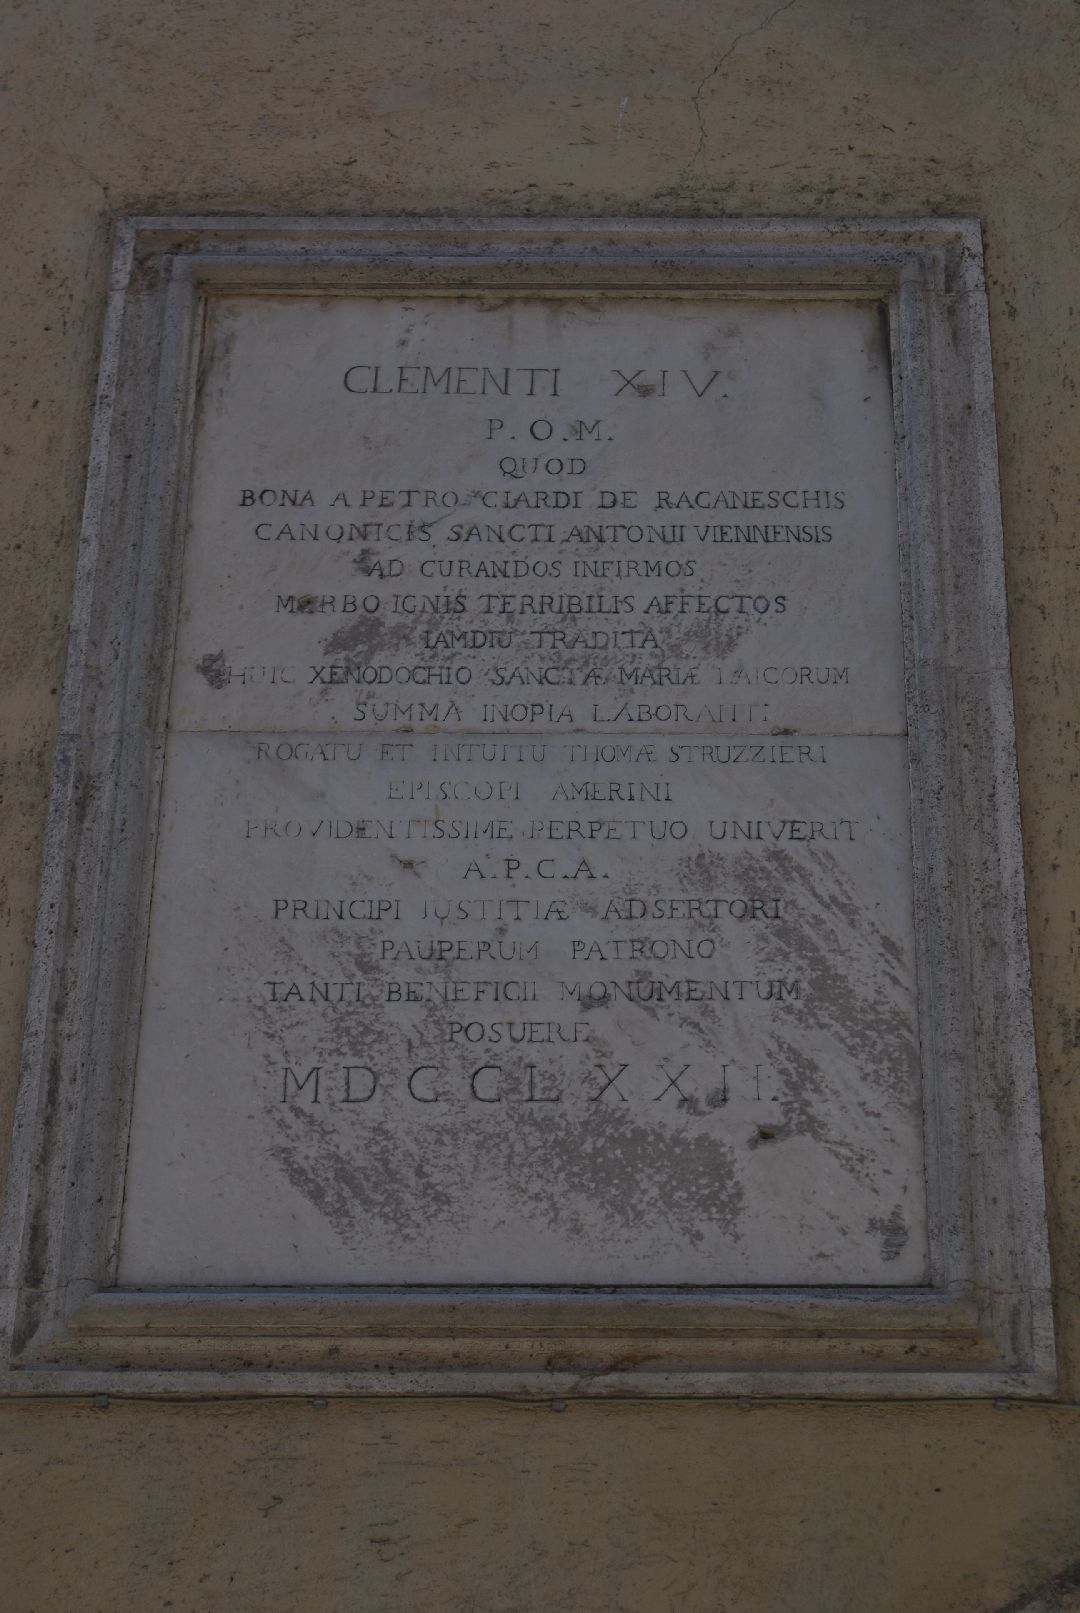 CLEMENTI XIV.
P. O. M.
QUOD
BONA A PETRO CIARDI DE RACANESCHIS
CANONICIS SANCTI ANTONII VIENNENSIS
AD CURANDOS INFIRMOS
MORBO IGNIS TERRIBILIS AFFECTOS
IAMDIU TRADITA
HUIC XENODOCHIO SANCTÆ MARIÆ LAICORUM
SUMMA INOPIA LABORANTI
ROGATU ET INTUITU THOMÆ STRUZZIERI
EPISCOPI AMERINI
PROVIDENTISSIME PERPETUO UNIVERIT
A.P.C.A.
PRINCIPI JUSTITIÆ ADSERTORI
PAUPERUM PATRONO
TANTI BENEFICII MONUMENTUM
POSUERE
MDCCLXXII.